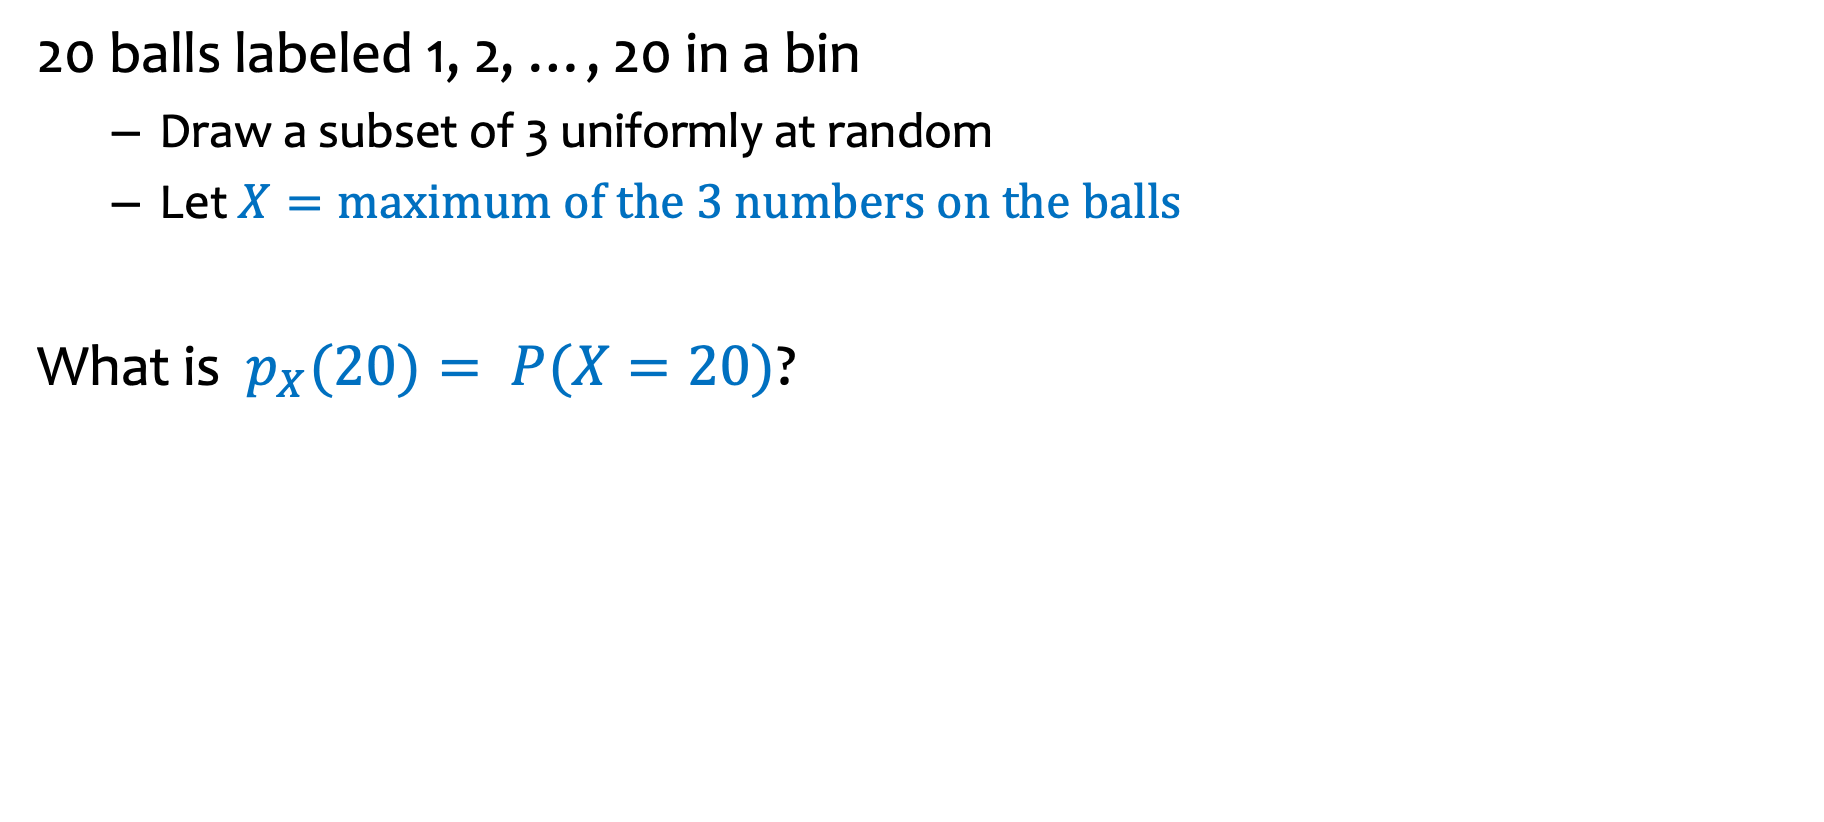 20 balls labeled 1, 2, …, 20 in a bin
– Draw a subset of 3 uniformly at random
– Let X = maximum of the 3 numbers on the balls
What is p_X(20) = P(X = 20)?